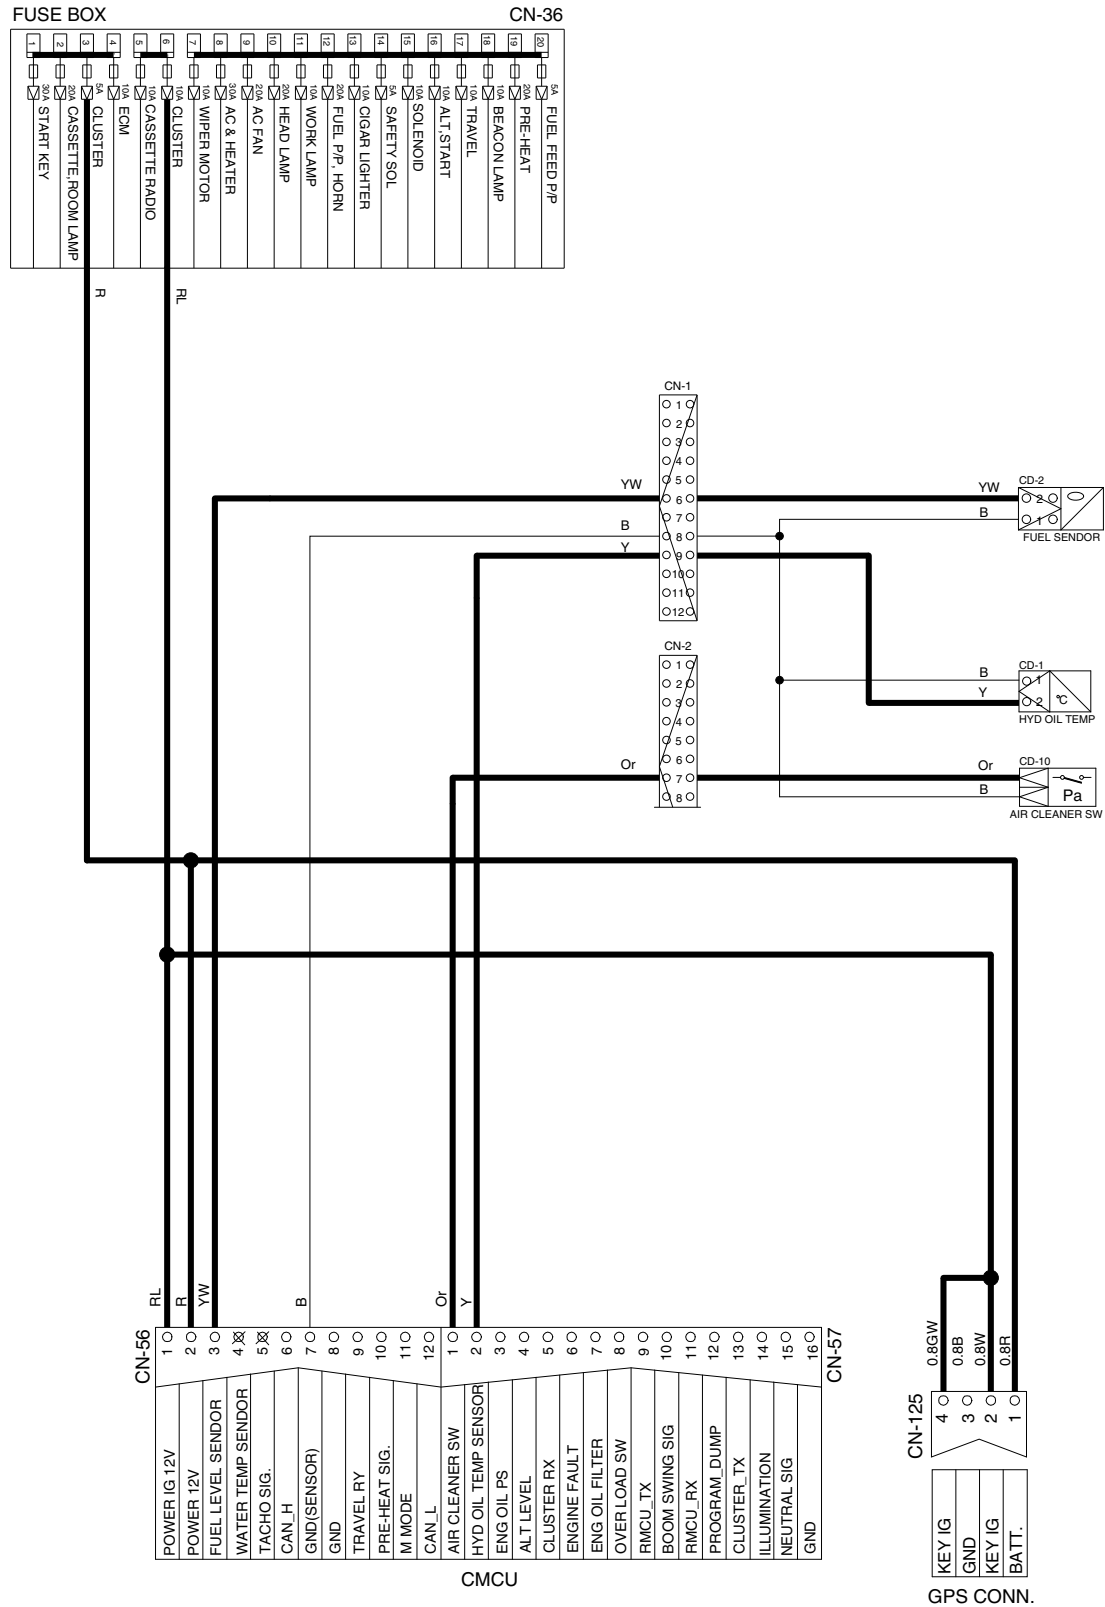 FUSE BOX
CN-36
1
2
3
4
5
6
7
8
9
10
11
12
13
14
15
16
17
18
19
20
30A
20A
5A
10A
10A
10A
10A
30A
20A
20A
10A
20A
10A
5A
10A
10A
10A
10A
20A
5A
START KEY
CASSETTE,ROOM LAMP
CLUSTER
ECM
CASSETTE RADIO
CLUSTER
WIPER MOTOR
AC & HEATER
AC FAN
HEAD LAMP
WORK LAMP
FUEL P/P, HORN
CIGAR LIGHTER
SAFETY SOL
SOLENOID
ALT,START
TRAVEL
BEACON LAMP
PRE-HEAT
FUEL FEED P/P
R
RL
CN-1
1
2
3
4
5
6
7
8
9
10
11
12
YW
B
Y
YW
B
CD-2
2
1
FUEL SENDOR
CN-2
1
2
3
4
5
6
7
8
B
Y
CD-1
1
2
°C
HYD OIL TEMP
Or
Or
B
CD-10
Pa
AIR CLEANER SW
RL
R
YW
B
Or
Y
CN-56
1
2
3
4
5
6
7
8
9
10
11
12
1
2
3
4
5
6
7
8
9
10
11
12
13
14
15
16
CN-57
POWER IG 12V
POWER 12V
FUEL LEVEL SENDOR
WATER TEMP SENDOR
TACHO SIG.
CAN_H
GND(SENSOR)
GND
TRAVEL RY
PRE-HEAT SIG.
M MODE
CAN_L
AIR CLEANER SW
HYD OIL TEMP SENSOR
ENG OIL PS
ALT LEVEL
CLUSTER RX
ENGINE FAULT
ENG OIL FILTER
OVER LOAD SW
RMCU_TX
BOOM SWING SIG
RMCU_RX
PROGRAM_DUMP
CLUSTER_TX
ILLUMINATION
NEUTRAL SIG
GND
CMCU
0.8GW
0.8B
0.8W
0.8R
CN-125
4
3
2
1
KEY IG
GND
KEY IG
BATT.
GPS CONN.